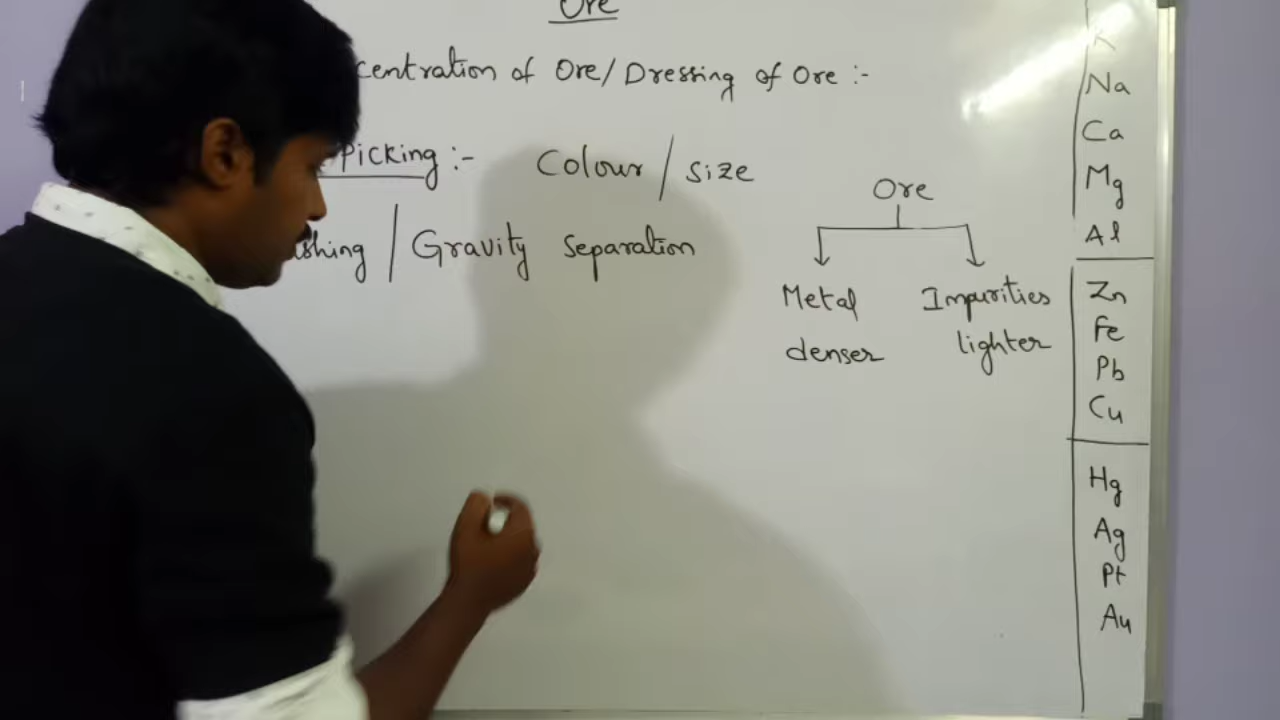 Ore
centration of Ore/Dressing of Ore :-
Picking :- Colour / size
shing / Gravity separation
Ore
Metal Impurities
denser lighter
K
Na
Ca
Mg
Al
Zn
Fe
Pb
Cu
Hg
Ag
Pt
Au